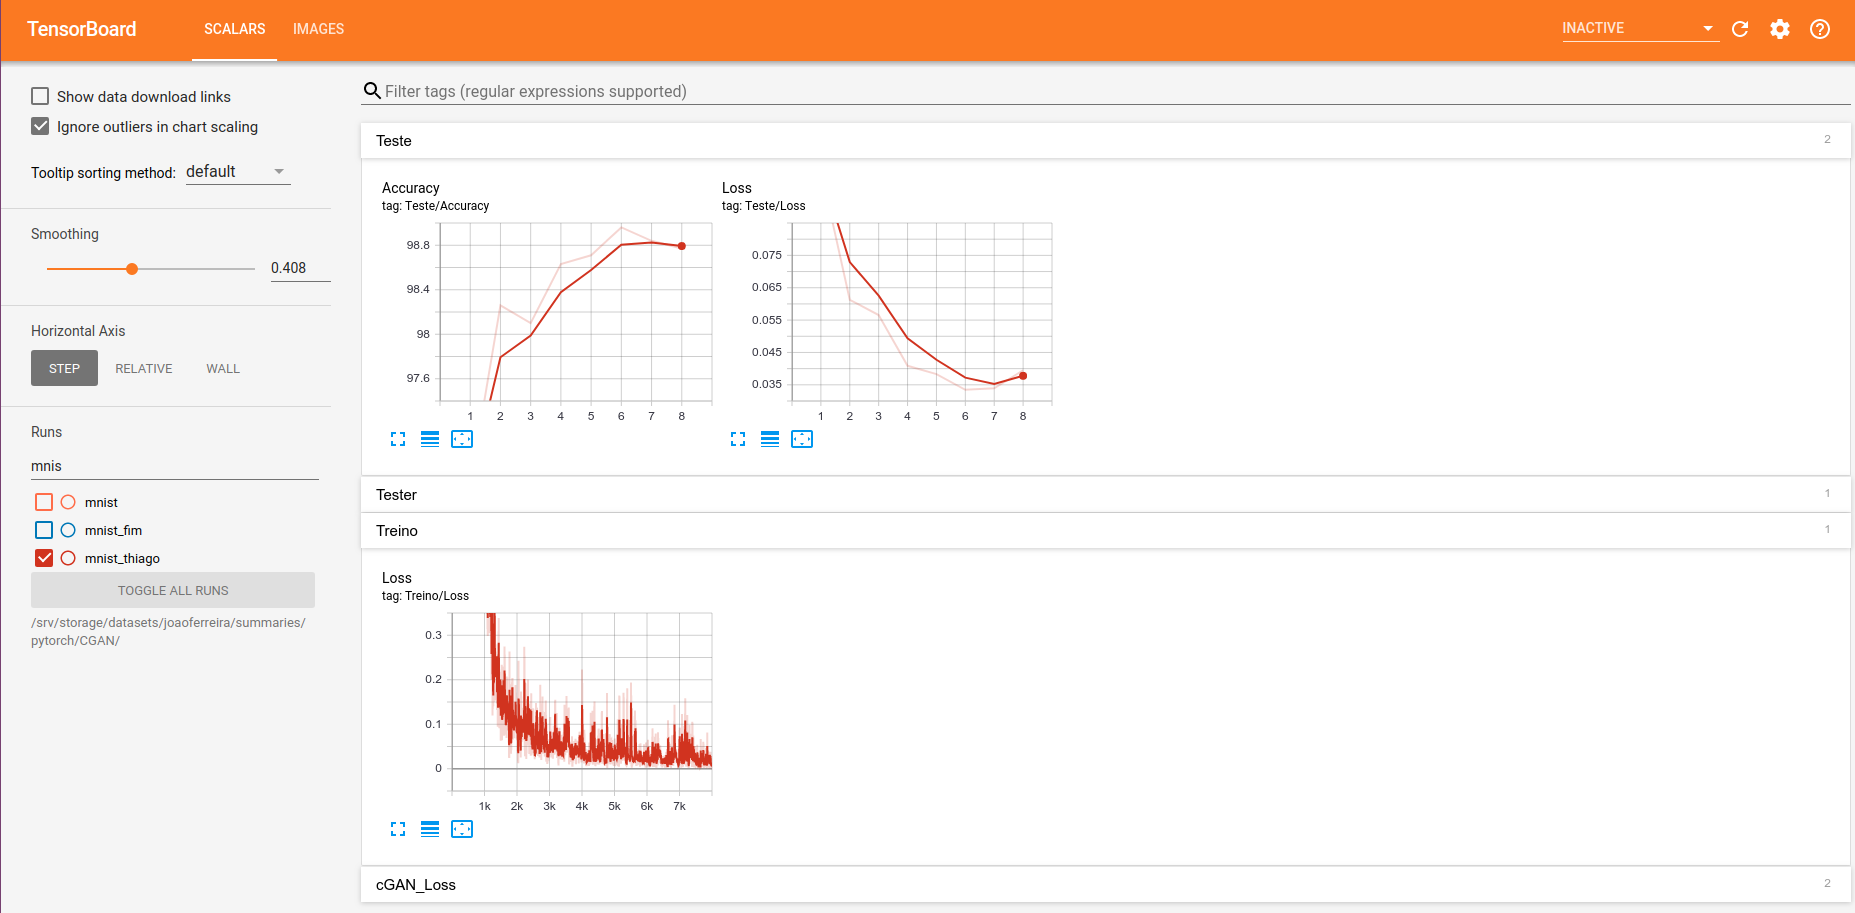 TensorBoard SCALARS IMAGES INACTIVE
Show data download links
Ignore outliers in chart scaling
Tooltip sorting method: default
Smoothing
0.408
Horizontal Axis
STEP RELATIVE WALL
Runs
mnis
mnist
mnist_fim
mnist_thiago
TOGGLE ALL RUNS
/srv/storage/datasets/joaoferreira/summaries/
pytorch/CGAN/
Filter tags (regular expressions supported)
Teste 2
Accuracy
tag: Teste/Accuracy
98.8
98.4
98
97.6
1 2 3 4 5 6 7 8
Loss
tag: Teste/Loss
0.075
0.065
0.055
0.045
0.035
1 2 3 4 5 6 7 8
Tester 1
Treino 1
Loss
tag: Treino/Loss
0.3
0.2
0.1
0
1k 2k 3k 4k 5k 6k 7k
cGAN_Loss 2